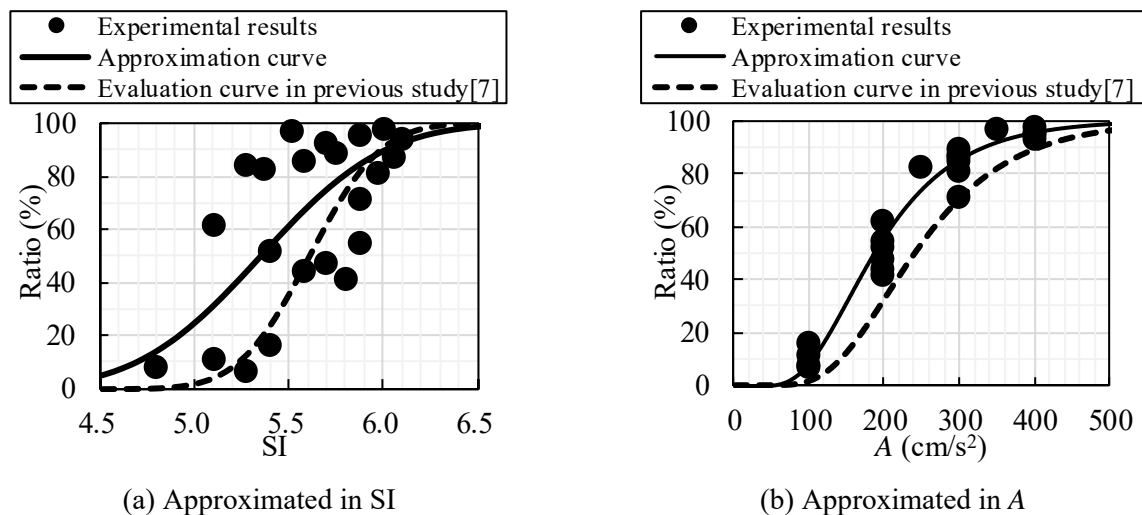 Experimental results
Approximation curve
Evaluation curve in previous study[7]
100
80
60
40
20
0
Ratio (%)
4.5 5.0 5.5 6.0 6.5
SI
(a) Approximated in SI
Experimental results
Approximation curve
Evaluation curve in previous study[7]
100
80
60
40
20
0
Ratio (%)
0 100 200 300 400 500
A (cm/s²)
(b) Approximated in A